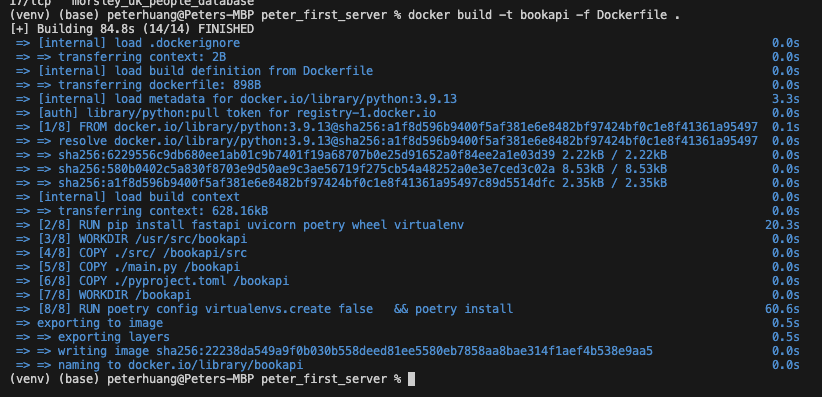 17/tcp   morsley_uk_people_database
(venv) (base) peterhuang@Peters-MBP peter_first_server % docker build -t bookapi -f Dockerfile .
[+] Building 84.8s (14/14) FINISHED
=> [internal] load .dockerignore 0.0s
=> => transferring context: 2B 0.0s
=> [internal] load build definition from Dockerfile 0.0s
=> => transferring dockerfile: 898B 0.0s
=> [internal] load metadata for docker.io/library/python:3.9.13 3.3s
=> [auth] library/python:pull token for registry-1.docker.io 0.0s
=> [1/8] FROM docker.io/library/python:3.9.13@sha256:a1f8d596b9400f5af381e6e8482bf97424bf0c1e8f41361a95497 0.1s
=> => resolve docker.io/library/python:3.9.13@sha256:a1f8d596b9400f5af381e6e8482bf97424bf0c1e8f41361a95497 0.0s
=> => sha256:6229556c9db680ee1ab01c9b7401f19a68707b0e25d91652a0f84ee2a1e03d39 2.22kB / 2.22kB 0.0s
=> => sha256:580b0402c5a830f8703e9d50ae9c3ae56719f275cb54a48252a0e3e7ced3c02a 8.53kB / 8.53kB 0.0s
=> => sha256:a1f8d596b9400f5af381e6e8482bf97424bf0c1e8f41361a95497c89d5514dfc 2.35kB / 2.35kB 0.0s
=> [internal] load build context 0.0s
=> => transferring context: 628.16kB 0.0s
=> [2/8] RUN pip install fastapi uvicorn poetry wheel virtualenv 20.3s
=> [3/8] WORKDIR /usr/src/bookapi 0.0s
=> [4/8] COPY ./src/ /bookapi/src 0.0s
=> [5/8] COPY ./main.py /bookapi 0.0s
=> [6/8] COPY ./pyproject.toml /bookapi 0.0s
=> [7/8] WORKDIR /bookapi 0.0s
=> [8/8] RUN poetry config virtualenvs.create false   && poetry install 60.6s
=> exporting to image 0.5s
=> => exporting layers 0.5s
=> => writing image sha256:22238da549a9f0b030b558deed81ee5580eb7858aa8bae314f1aef4b538e9aa5 0.0s
=> => naming to docker.io/library/bookapi 0.0s
(venv) (base) peterhuang@Peters-MBP peter_first_server %